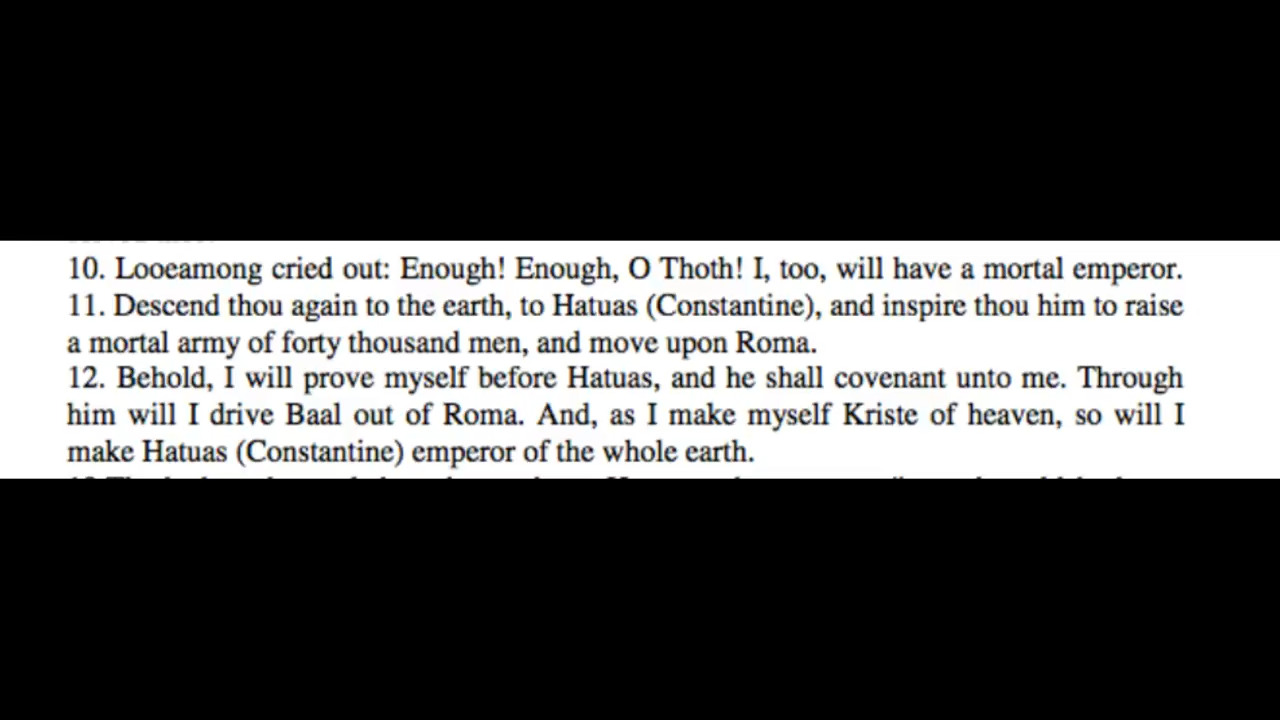 10. Looeamong cried out: Enough! Enough, O Thoth! I, too, will have a mortal emperor.
11. Descend thou again to the earth, to Hatuas (Constantine), and inspire thou him to raise
a mortal army of forty thousand men, and move upon Roma.
12. Behold, I will prove myself before Hatuas, and he shall covenant unto me. Through
him will I drive Baal out of Roma. And, as I make myself Kriste of heaven, so will I
make Hatuas (Constantine) emperor of the whole earth.